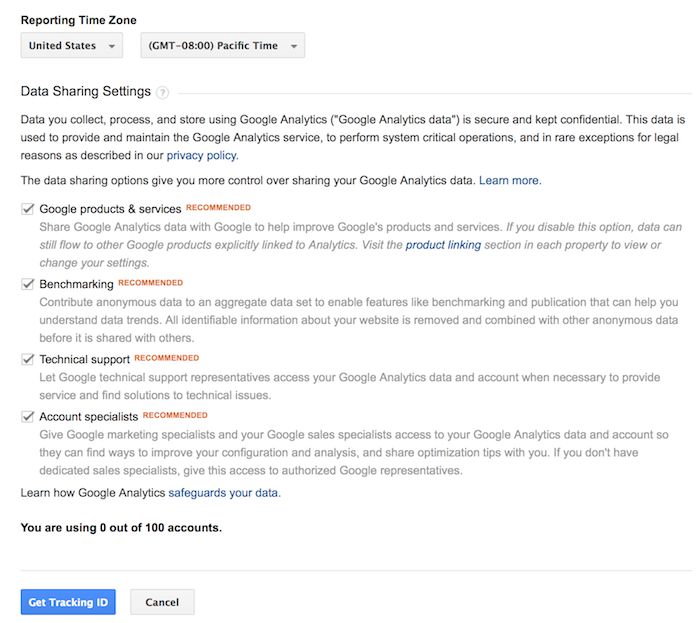 Reporting Time Zone
United States (GMT−08:00) Pacific Time
Data Sharing Settings ?
Data you collect, process, and store using Google Analytics ("Google Analytics data") is secure and kept confidential. This data is
used to provide and maintain the Google Analytics service, to perform system critical operations, and in rare exceptions for legal
reasons as described in our privacy policy.
The data sharing options give you more control over sharing your Google Analytics data. Learn more.
Google products & services RECOMMENDED
Share Google Analytics data with Google to help improve Google's products and services. If you disable this option, data can
still flow to other Google products explicitly linked to Analytics. Visit the product linking section in each property to view or
change your settings.
Benchmarking RECOMMENDED
Contribute anonymous data to an aggregate data set to enable features like benchmarking and publication that can help you
understand data trends. All identifiable information about your website is removed and combined with other anonymous data
before it is shared with others.
Technical support RECOMMENDED
Let Google technical support representatives access your Google Analytics data and account when necessary to provide
service and find solutions to technical issues.
Account specialists RECOMMENDED
Give Google marketing specialists and your Google sales specialists access to your Google Analytics data and account so
they can find ways to improve your configuration and analysis, and share optimization tips with you. If you don't have
dedicated sales specialists, give this access to authorized Google representatives.
Learn how Google Analytics safeguards your data.
You are using 0 out of 100 accounts.
Get Tracking ID Cancel